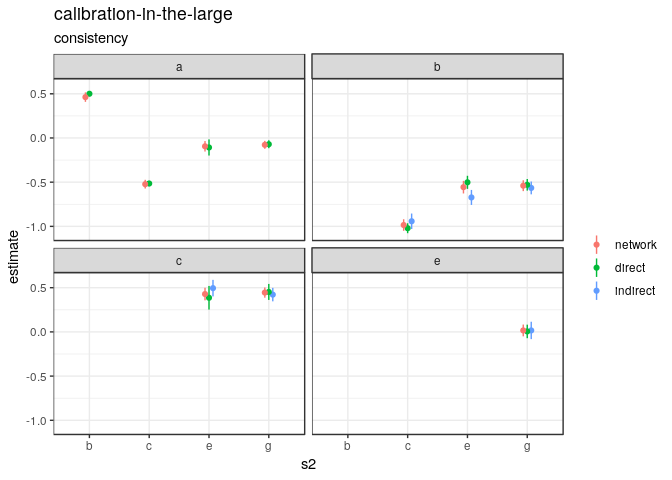 calibration-in-the-large
consistency
a
b
0.5
0.0
-0.5
-1.0
c
e
0.5
0.0
-0.5
-1.0
b c e g
b c e g
s2
estimate
network
direct
indirect